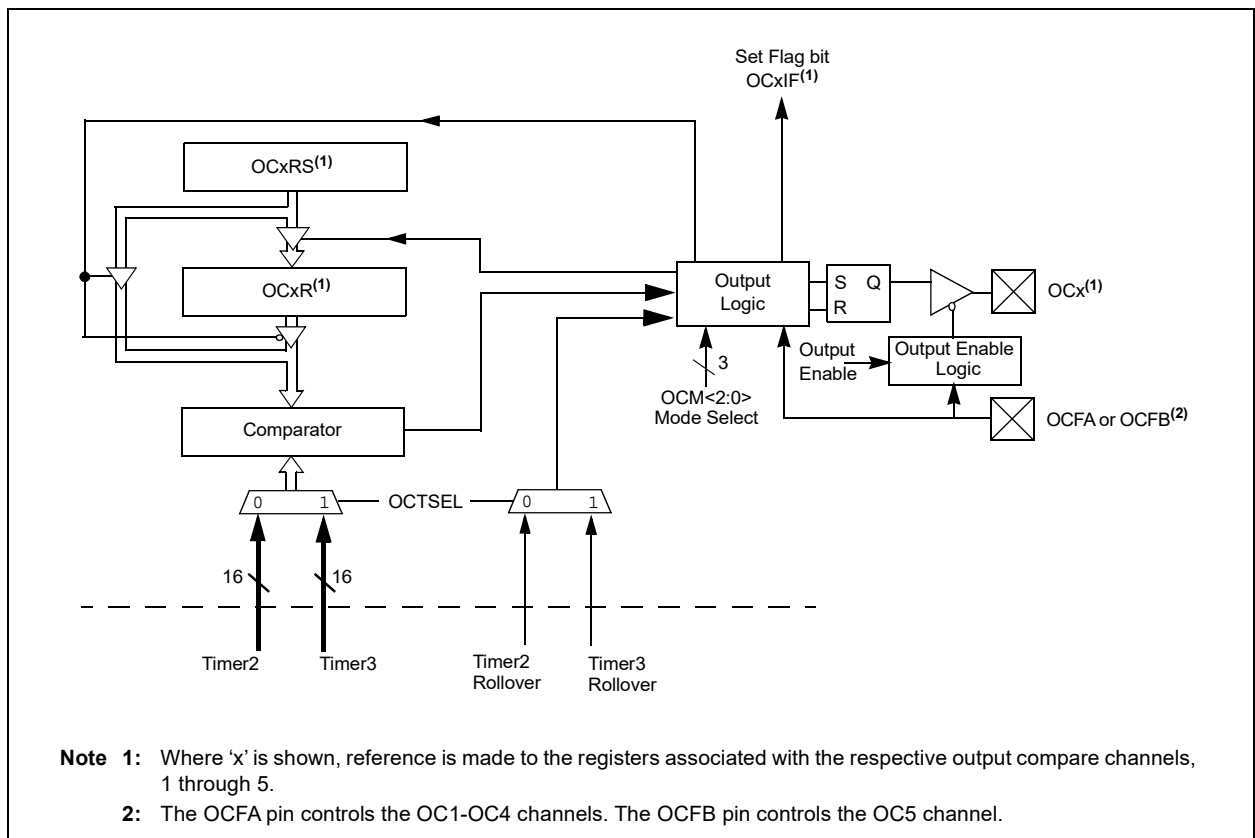 Set Flag bit
OCxIF(1)
OCxRS(1)
OCxR(1)
Output
Logic
S Q
R
OCx(1)
Output
Enable
Output Enable
Logic
3
OCM<2:0>
Mode Select
OCFA or OCFB(2)
Comparator
0 1
OCTSEL
0 1
16
16
Timer2
Timer3
Timer2
Rollover
Timer3
Rollover
Note 1: Where ‘x’ is shown, reference is made to the registers associated with the respective output compare channels,
1 through 5.
2: The OCFA pin controls the OC1-OC4 channels. The OCFB pin controls the OC5 channel.